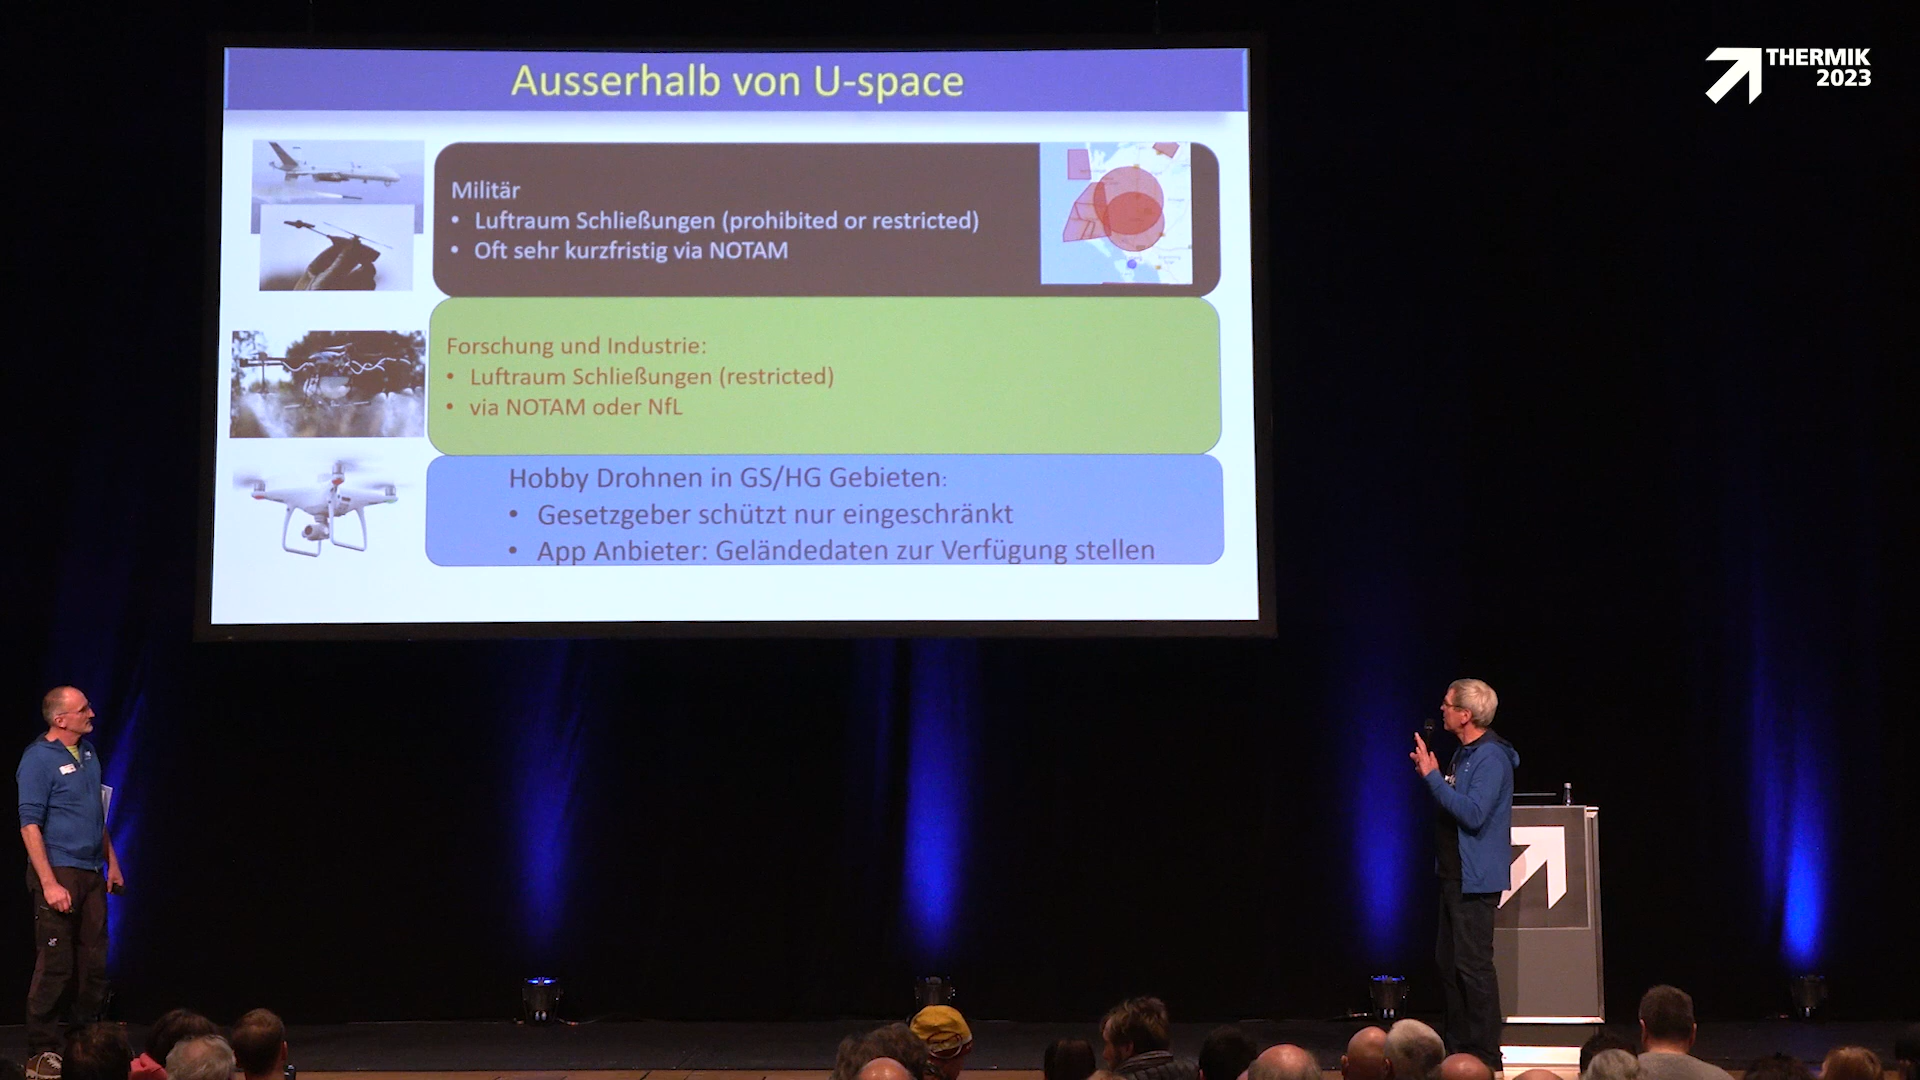 Ausserhalb von U-space
THERMIK
2023
Militär
• Luftraum Schließungen (prohibited or restricted)
• Oft sehr kurzfristig via NOTAM
Forschung und Industrie:
• Luftraum Schließungen (restricted)
• via NOTAM oder NfL
Hobby Drohnen in GS/HG Gebieten:
• Gesetzgeber schützt nur eingeschränkt
• App Anbieter: Geländedaten zur Verfügung stellen